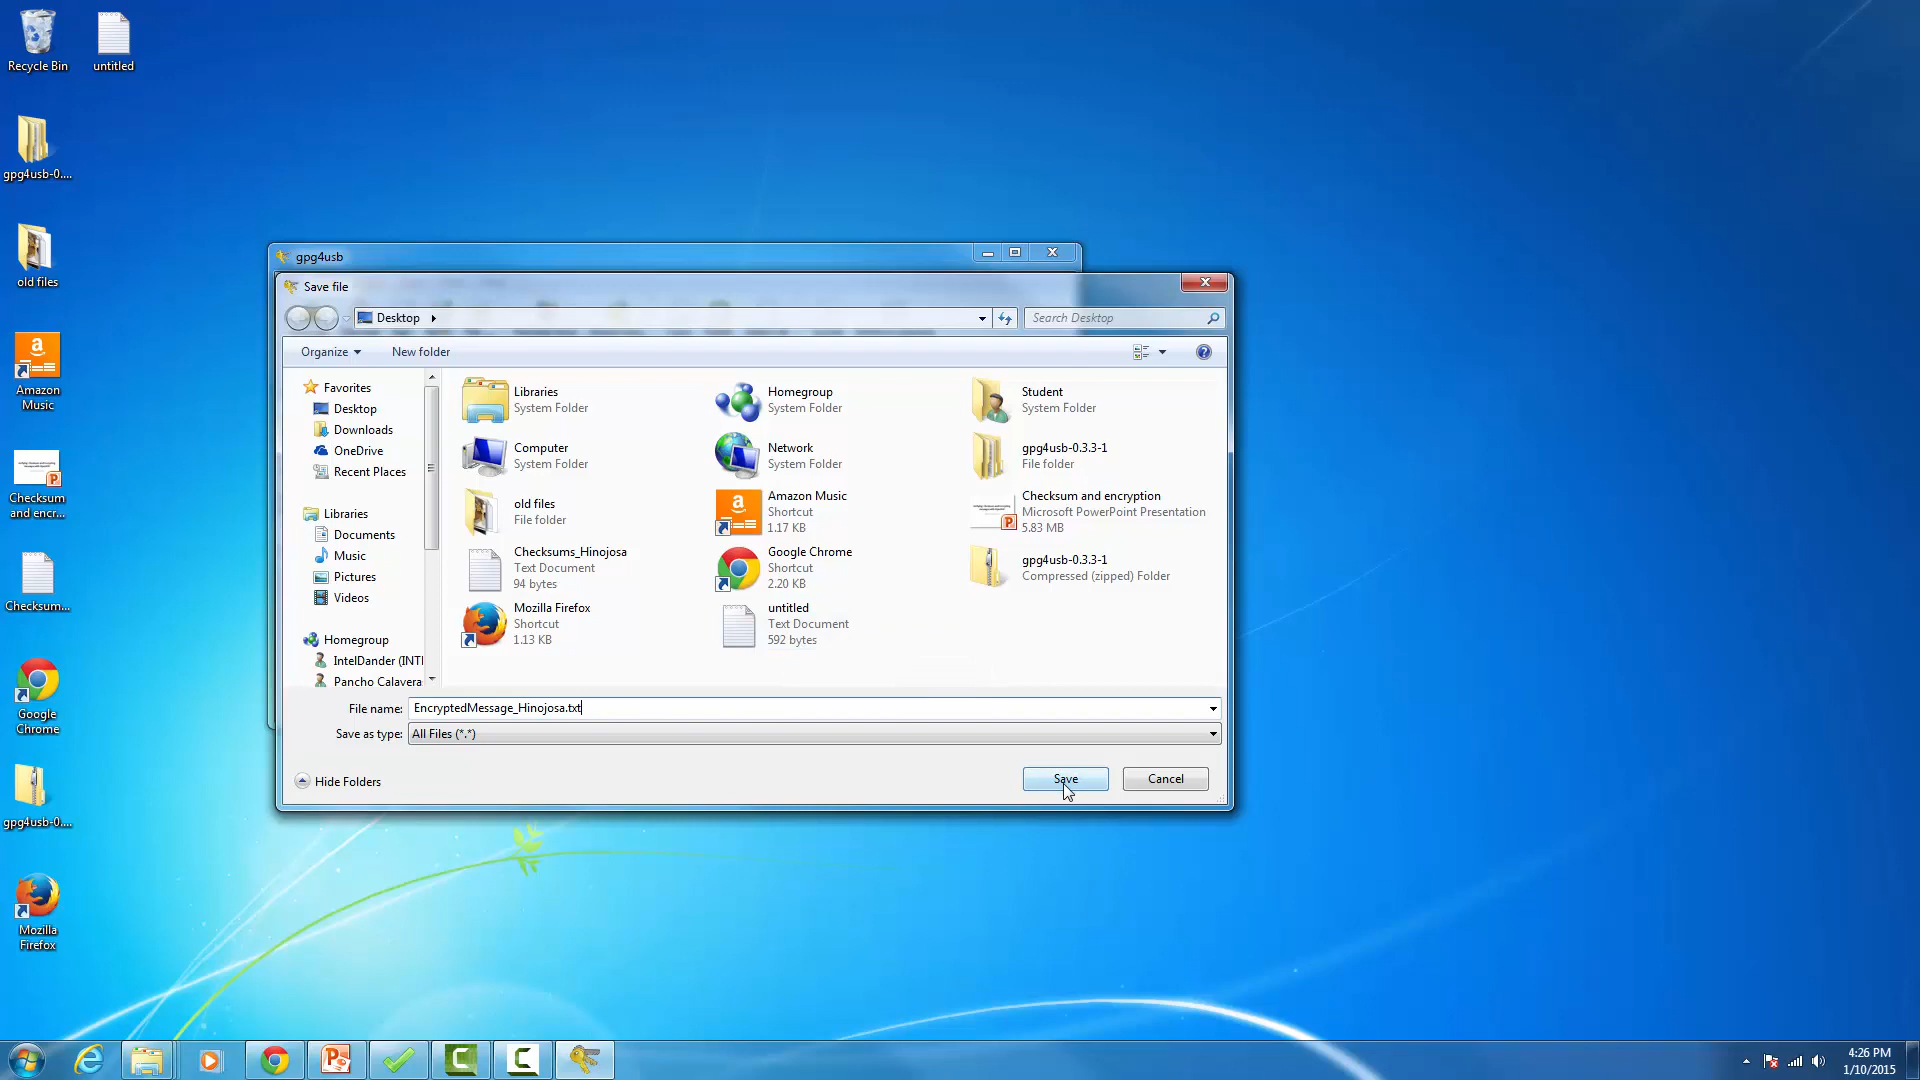 Recycle Bin
untitled
gpg4usb-0....
old files
Amazon
Music
Checksum
and encr...
Checksum...
Google
Chrome
gpg4usb-0....
Mozilla
Firefox
gpg4usb
Save file
Desktop
Search Desktop
Organize
New folder
Favorites
Desktop
Downloads
OneDrive
Recent Places
Libraries
Documents
Music
Pictures
Videos
Homegroup
IntelDander (INTI
Pancho Calavera
Libraries
System Folder
Homegroup
System Folder
Student
System Folder
Computer
System Folder
Network
System Folder
gpg4usb-0.3.3-1
File folder
old files
File folder
Amazon Music
Shortcut
1.17 KB
Checksum and encryption
Microsoft PowerPoint Presentation
5.83 MB
Checksums_Hinojosa
Text Document
94 bytes
Google Chrome
Shortcut
2.20 KB
gpg4usb-0.3.3-1
Compressed (zipped) Folder
Mozilla Firefox
Shortcut
1.13 KB
untitled
Text Document
592 bytes
File name: EncryptedMessage_Hinojosa.txt
Save as type: All Files (*.*)
Hide Folders
Save
Cancel
4:26 PM
1/10/2015